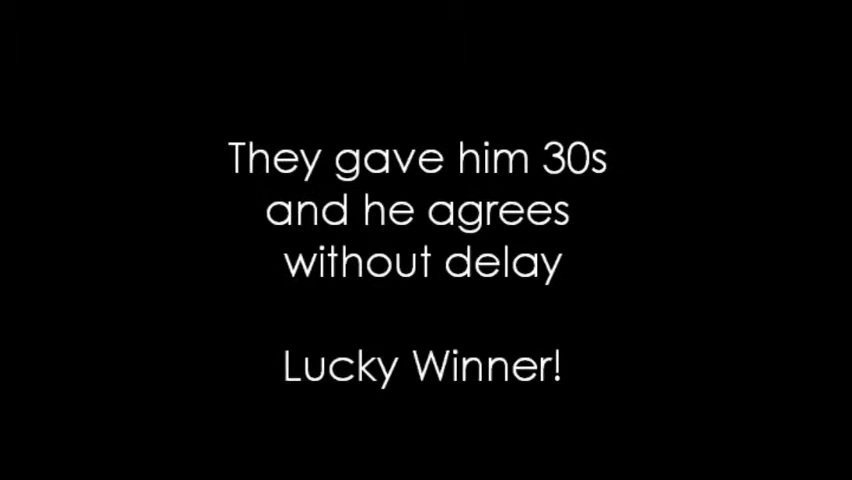 They gave him 30s
and he agrees
without delay
Lucky Winner!